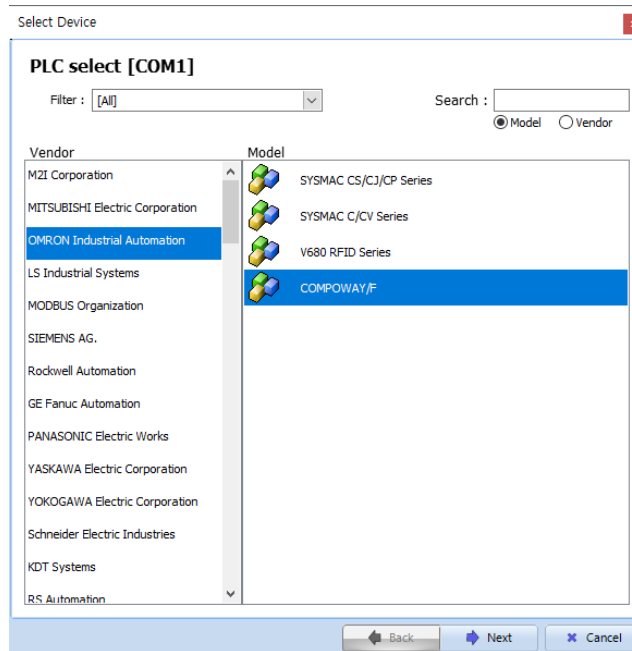 Select Device
PLC select [COM1]
Filter : [All] Search :
Model Vendor
Vendor Model
M2I Corporation
MITSUBISHI Electric Corporation
OMRON Industrial Automation
LS Industrial Systems
MODBUS Organization
SIEMENS AG.
Rockwell Automation
GE Fanuc Automation
PANASONIC Electric Works
YASKAWA Electric Corporation
YOKOGAWA Electric Corporation
Schneider Electric Industries
KDT Systems
RS Automation
SYSMAC CS/CJ/CP Series
SYSMAC C/CV Series
V680 RFID Series
COMPOWAY/F
Back Next Cancel